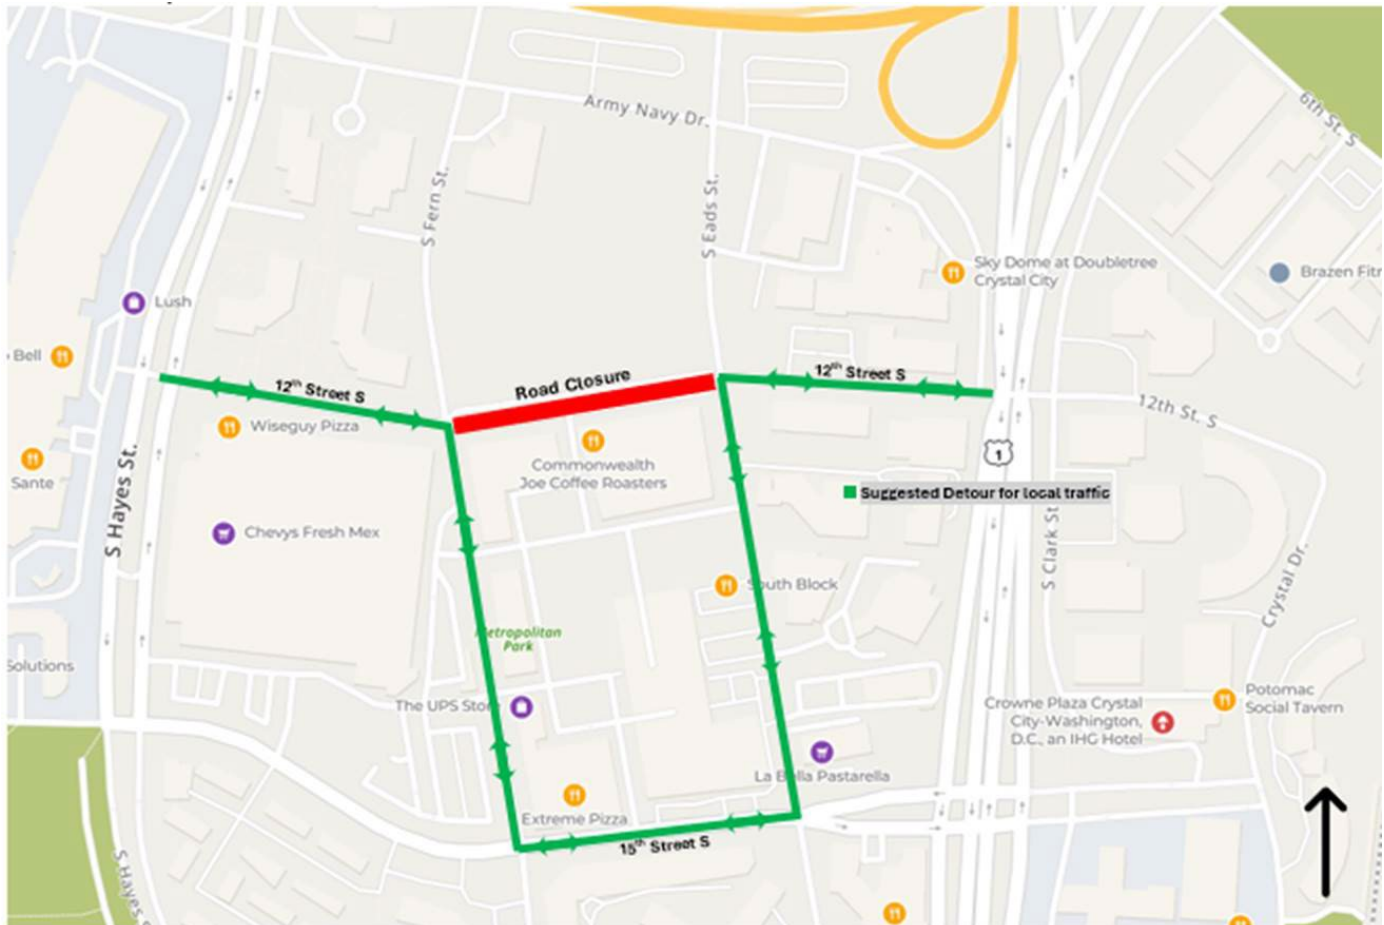 Army Navy Dr.
6th St. S
S Fern St.
S Eads St.
Sky Dome at Doubletree
Crystal City
Brazen Fitr
Lush
Bell
12th Street S
Road Closure
12th Street S
12th St. S
Wiseguy Pizza
Commonwealth
Joe Coffee Roasters
1
Sante
S Hayes St.
Suggested Detour for local traffic
Chevys Fresh Mex
S Clark St
South Block
Crystal Dr.
Metropolitan
Park
Solutions
The UPS Store
Crowne Plaza Crystal
City-Washington,
D.C., an IHG Hotel
Potomac
Social Tavern
La Bella Pastarella
Extreme Pizza
15th Street S
S Hayes